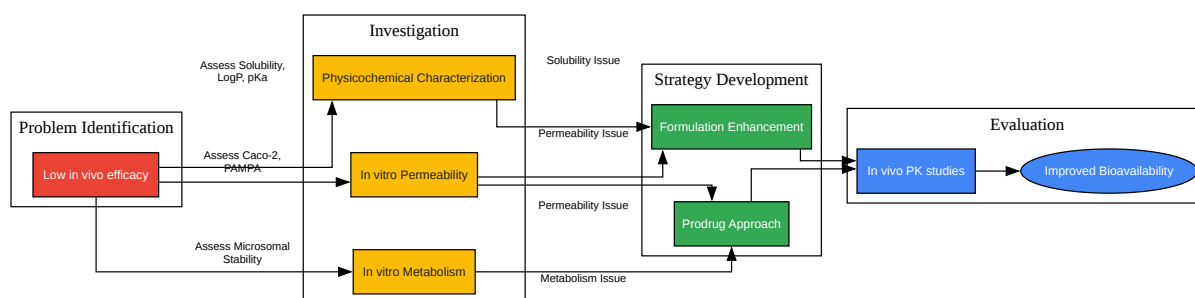 Investigation
Assess Solubility,
LogP, pKa
Physicochemical Characterization
Solubility Issue
Strategy Development
Problem Identification
Formulation Enhancement
Evaluation
Permeability Issue
Assess Caco-2,
PAMPA
Low in vivo efficacy
In vitro Permeability
In vivo PK studies
Improved Bioavailability
Permeability Issue
Prodrug Approach
Assess Microsomal
Stability
In vitro Metabolism
Metabolism Issue